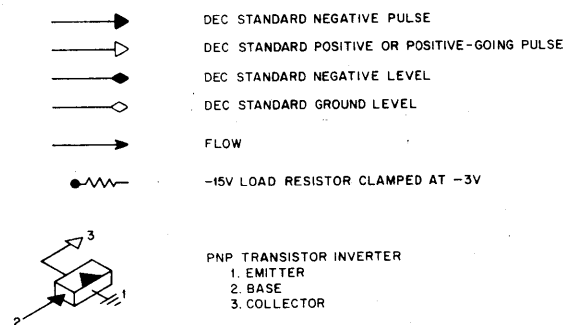 DEC STANDARD NEGATIVE PULSE
DEC STANDARD POSITIVE OR POSITIVE-GOING PULSE
DEC STANDARD NEGATIVE LEVEL
DEC STANDARD GROUND LEVEL
FLOW
-15V LOAD RESISTOR CLAMPED AT -3V
3
PNP TRANSISTOR INVERTER
1. EMITTER
1
2. BASE
3. COLLECTOR
2